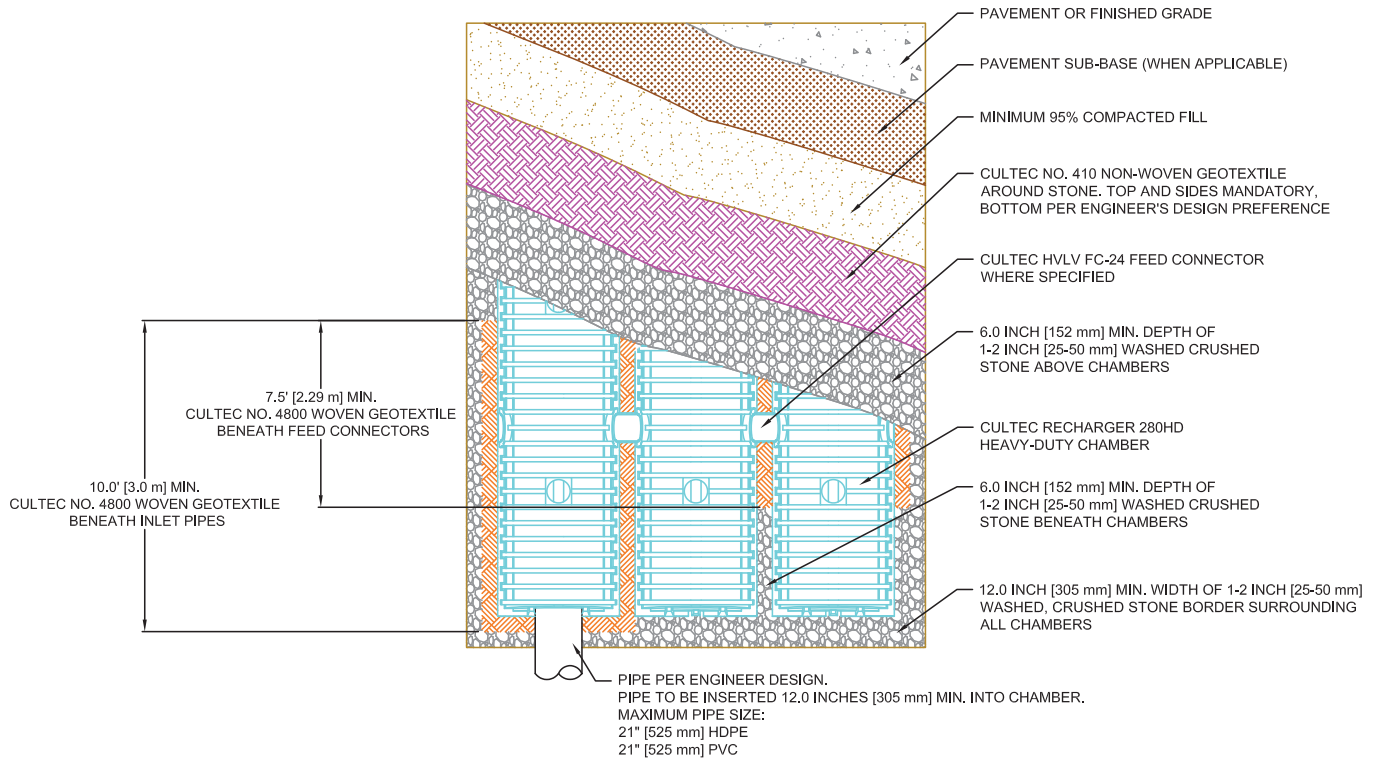 PAVEMENT OR FINISHED GRADE
PAVEMENT SUB-BASE (WHEN APPLICABLE)
MINIMUM 95% COMPACTED FILL
CULTEC NO. 410 NON-WOVEN GEOTEXTILE
AROUND STONE. TOP AND SIDES MANDATORY,
BOTTOM PER ENGINEER'S DESIGN PREFERENCE
CULTEC HVLV FC-24 FEED CONNECTOR
WHERE SPECIFIED
6.0 INCH [152 mm] MIN. DEPTH OF
1-2 INCH [25-50 mm] WASHED CRUSHED
STONE ABOVE CHAMBERS
7.5' [2.29 m] MIN.
CULTEC NO. 4800 WOVEN GEOTEXTILE
BENEATH FEED CONNECTORS
CULTEC RECHARGER 280HD
HEAVY-DUTY CHAMBER
10.0' [3.0 m] MIN.
CULTEC NO. 4800 WOVEN GEOTEXTILE
BENEATH INLET PIPES
6.0 INCH [152 mm] MIN. DEPTH OF
1-2 INCH [25-50 mm] WASHED CRUSHED
STONE BENEATH CHAMBERS
12.0 INCH [305 mm] MIN. WIDTH OF 1-2 INCH [25-50 mm]
WASHED, CRUSHED STONE BORDER SURROUNDING
ALL CHAMBERS
PIPE PER ENGINEER DESIGN.
PIPE TO BE INSERTED 12.0 INCHES [305 mm] MIN. INTO CHAMBER.
MAXIMUM PIPE SIZE:
21" [525 mm] HDPE
21" [525 mm] PVC